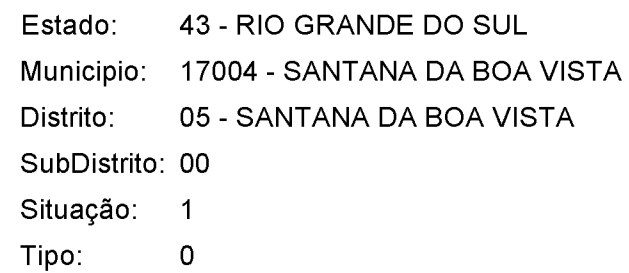 Estado: 43 - RIO GRANDE DO SUL
Municipio: 17004 - SANTANA DA BOA VISTA
Distrito: 05 - SANTANA DA BOA VISTA
SubDistrito: 00
Situação: 1
Tipo: 0